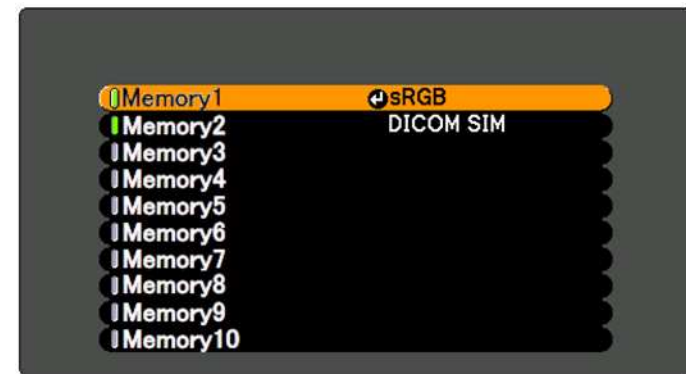 Memory1 sRGB
Memory2 DICOM SIM
Memory3
Memory4
Memory5
Memory6
Memory7
Memory8
Memory9
Memory10